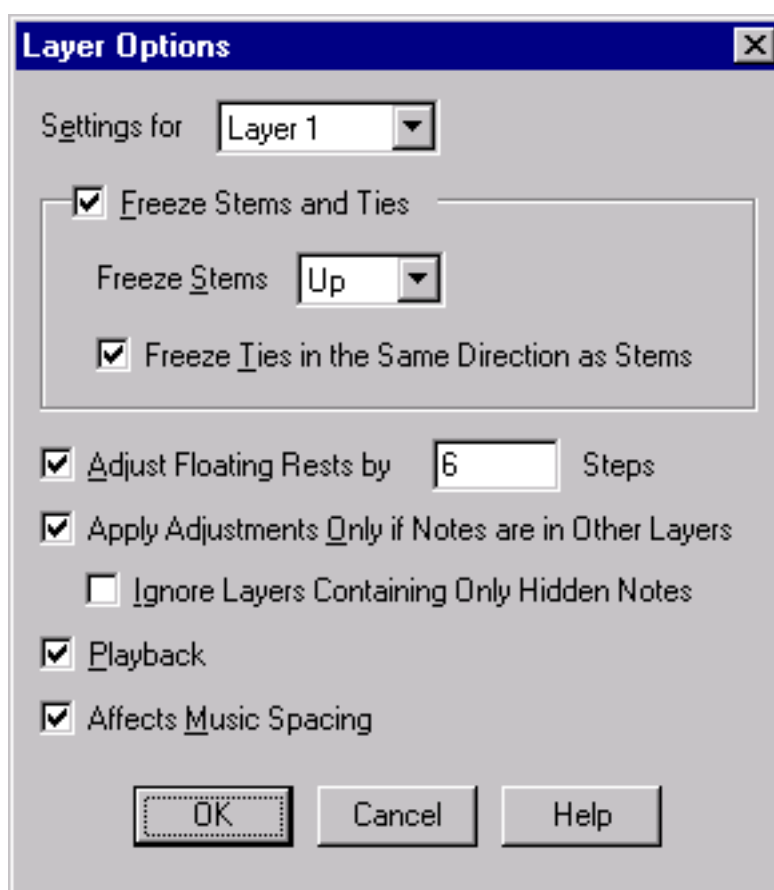 Layer Options
Settings for Layer 1
Freeze Stems and Ties
Freeze Stems Up
Freeze Ties in the Same Direction as Stems
Adjust Floating Rests by 6 Steps
Apply Adjustments Only if Notes are in Other Layers
Ignore Layers Containing Only Hidden Notes
Playback
Affects Music Spacing
OK Cancel Help